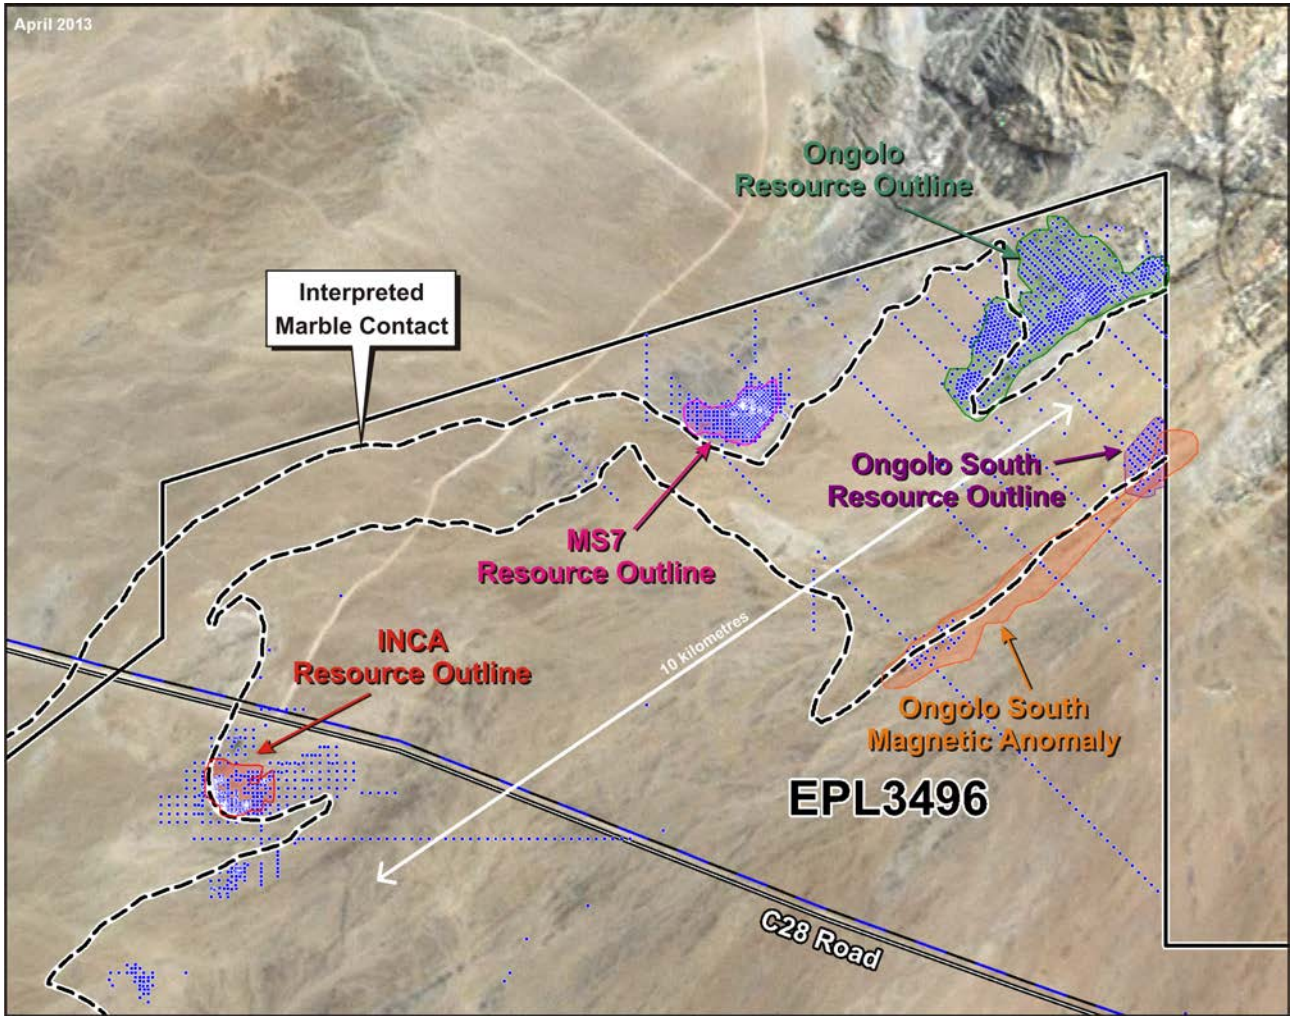 April 2013
Ongolo
Resource Outline
Interpreted
Marble Contact
Ongolo South
Resource Outline
MS7
Resource Outline
10 kilometres
INCA
Resource Outline
Ongolo South
Magnetic Anomaly
EPL3496
C28 Road